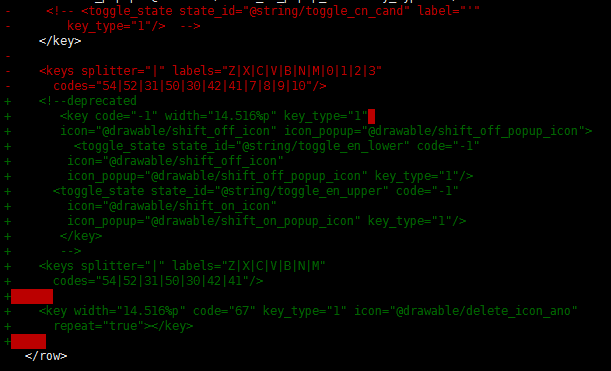 -     <!-- <toggle_state state_id="@string/toggle_cn_cand" label="'"
-        key_type="1"/>  -->
    </key>
-
-    <keys splitter="|" labels="Z|X|C|V|B|N|M|0|1|2|3"
-      codes="54|52|31|50|30|42|41|7|8|9|10"/>
+    <!--deprecated
+       <key code="-1" width="14.516%p" key_type="1"
+       icon="@drawable/shift_off_icon" icon_popup="@drawable/shift_off_popup_icon">
+         <toggle_state state_id="@string/toggle_en_lower" code="-1"
+        icon="@drawable/shift_off_icon"
+        icon_popup="@drawable/shift_off_popup_icon" key_type="1"/>
+      <toggle_state state_id="@string/toggle_en_upper" code="-1"
+        icon="@drawable/shift_on_icon"
+        icon_popup="@drawable/shift_on_popup_icon" key_type="1"/>
+       </key>
+       -->
+    <keys splitter="|" labels="Z|X|C|V|B|N|M"
+      codes="54|52|31|50|30|42|41"/>
+
+    <key width="14.516%p" code="67" key_type="1" icon="@drawable/delete_icon_ano"
+      repeat="true"></key>
+
  </row>